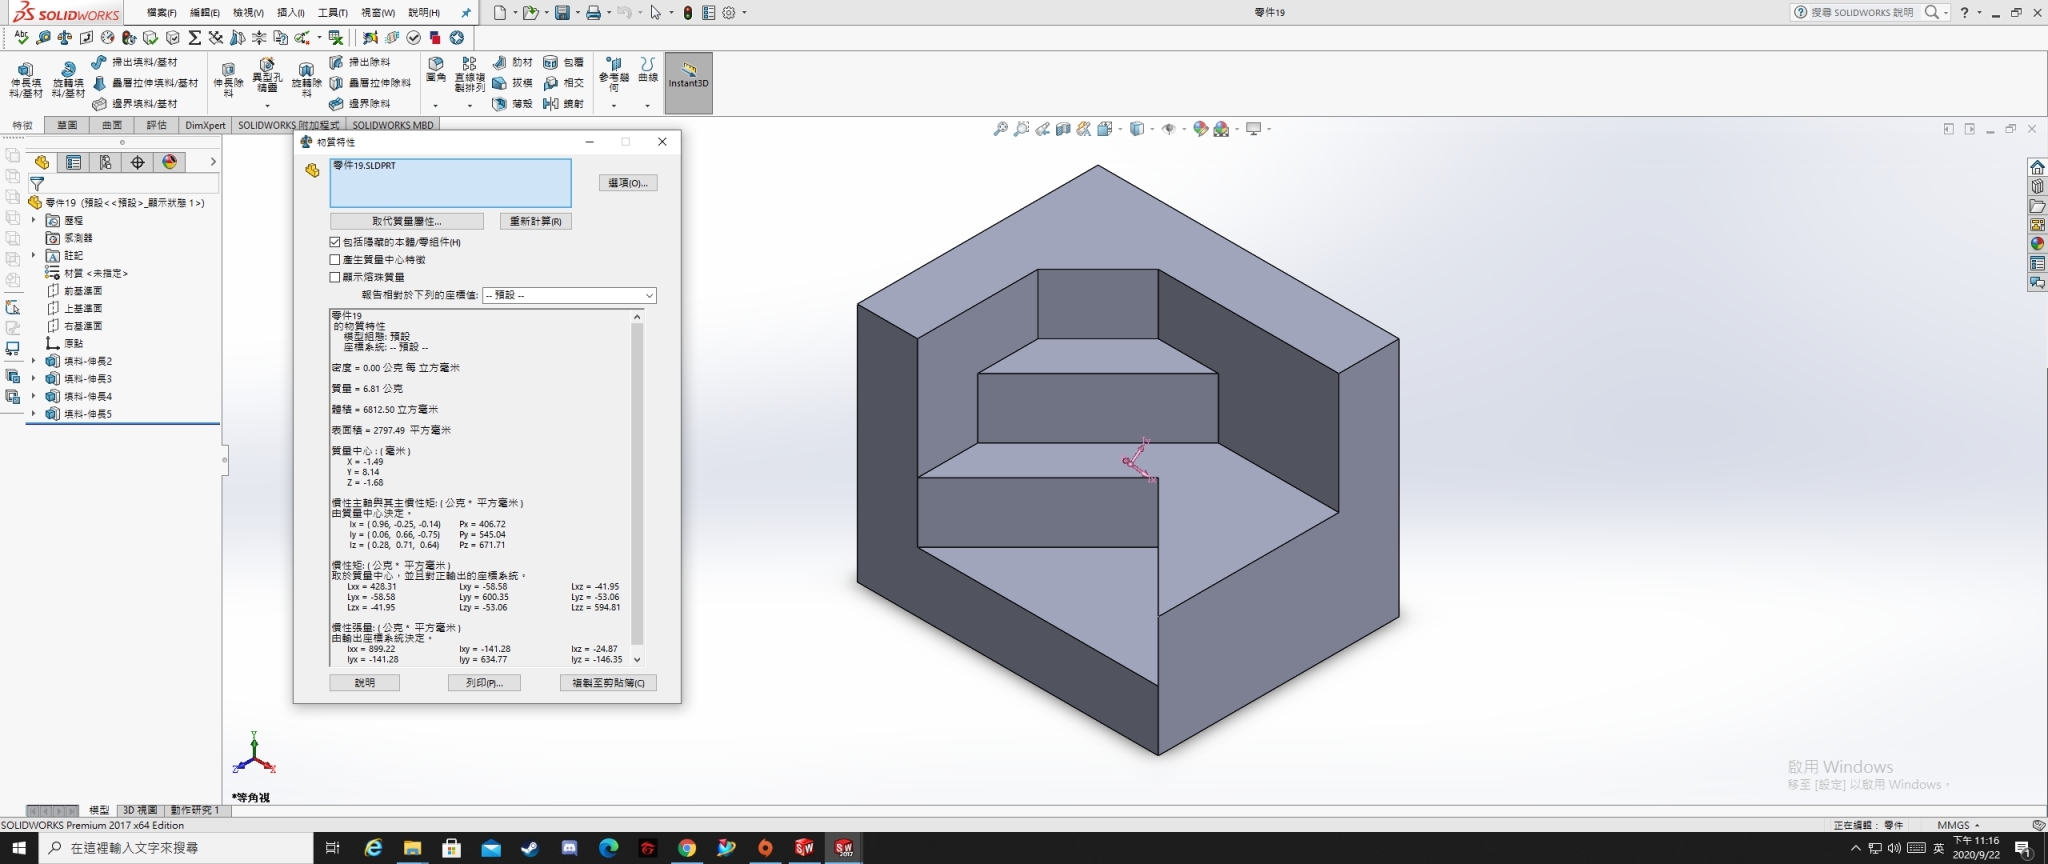 SOLIDWORKS
檔案(F) 編輯(E) 檢視(V) 插入(I) 工具(T) 視窗(W) 說明(H)
零件19
搜尋 SOLIDWORKS 說明
伸長填料/基材
旋轉填料/基材
掃出填料/基材
疊層拉伸填料/基材
邊界填料/基材
伸長除料
異型孔精靈
旋轉除料
掃出除料
疊層拉伸除料
邊界除料
圓角
直線複製排列
肋材
拔模
薄殼
包覆
相交
鏡射
參考幾何
曲線
Instant3D
特徵 草圖 曲面 評估 DimXpert SOLIDWORKS 附加程式 SOLIDWORKS MBD
零件19 (預設<<預設>_顯示狀態 1>)
歷程
感測器
註記
材質 <未指定>
前基準面
上基準面
右基準面
原點
填料-伸長2
填料-伸長3
填料-伸長4
填料-伸長5
物質特性
零件19.SLDPRT
選項(O)...
取代質量屬性... 重新計算(R)
包括隱藏的本體/零組件(H)
產生質量中心特徵
顯示熔珠質量
報告相對於下列的座標值: -- 預設 --
零件19
的物質特性
模型組態: 預設
座標系統: -- 預設 --
密度 = 0.00 公克 每 立方毫米
質量 = 6.81 公克
體積 = 6812.50 立方毫米
表面積 = 2797.49 平方毫米
質量中心 : ( 毫米 )
X = -1.49
Y = 8.14
Z = -1.68
慣性主軸與其主慣性矩: ( 公克 * 平方毫米 )
由質量中心決定。
Ix = ( 0.96, -0.25, -0.14) Px = 406.72
Iy = ( 0.06, 0.66, -0.75) Py = 545.04
Iz = ( 0.28, 0.71, 0.64) Pz = 671.71
慣性矩: ( 公克 * 平方毫米 )
取於質量中心，並且對正輸出的座標系統。
Lxx = 428.31 Lxy = -58.58 Lxz = -41.95
Lyx = -58.58 Lyy = 600.35 Lyz = -53.06
Lzx = -41.95 Lzy = -53.06 Lzz = 594.81
慣性張量: ( 公克 * 平方毫米 )
由輸出座標系統決定。
Ixx = 899.22 Ixy = -141.28 Ixz = -24.87
Iyx = -141.28 Iyy = 634.77 Iyz = -146.35
說明 列印(P)... 複製至剪貼簿(C)
Y
Z X
*等角視
啟用 Windows
移至 [設定] 以啟用 Windows。
模型 3D 視圖 動作研究 1
SOLIDWORKS Premium 2017 x64 Edition
正在編輯： 零件 MMGS
在這裡輸入文字來搜尋
英
下午 11:16
2020/9/22